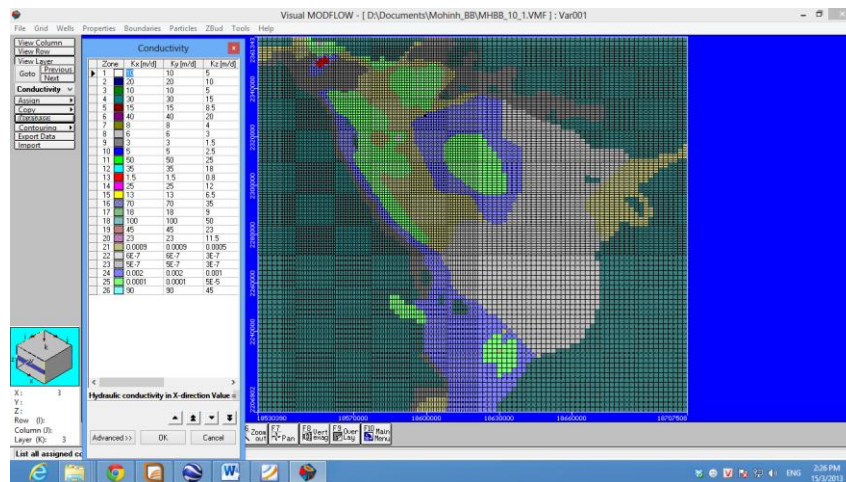 Visual MODFLOW - [ D:\Documents\Mohinh_BB\MHBB_10_1.VMF ] : Var001
File Grid Wells Properties Boundaries Particles ZBud Tools Help
View Column
View Row
View Layer
Goto Previous
Next
Conductivity
Assign
Copy
Database
Contouring
Export Data
Import
Conductivity
Zone Kx [m/d] Ky [m/d] Kz [m/d]
1 10 10 5
2 20 20 10
3 10 10 5
4 30 30 15
5 15 15 8.5
6 40 40 20
7 8 8 4
8 6 6 3
9 3 3 1.5
10 5 5 2.5
11 50 50 25
12 35 35 18
13 1.5 1.5 0.8
14 25 25 12
15 13 13 6.5
16 70 70 35
17 18 18 9
18 100 100 50
19 45 45 23
20 23 23 11.5
21 0.0009 0.0009 0.0005
22 6E-7 6E-7 3E-7
23 5E-7 5E-7 3E-7
24 0.002 0.002 0.001
25 0.0001 0.0001 5E-5
26 90 90 45
Hydraulic conductivity in X-direction Value
Advanced >> OK Cancel
18570000 18600000 18630000 18660000 18707500
X: 3
Y:
Z:
Row (I):
Column (J):
Layer (K): 3
Zoom out F7 Pan F8 Vert exag F9 Over Lay F10 Main Menu
List all assigned co
ENG 2:26 PM
15/3/2013